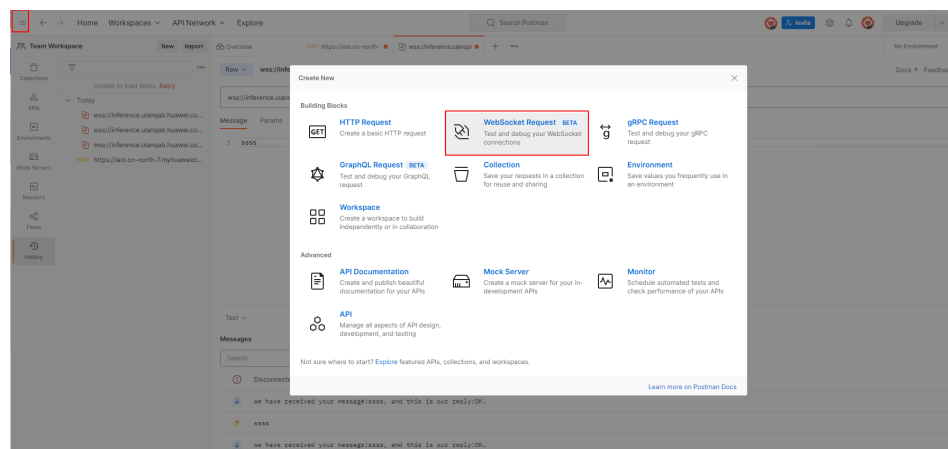 Home Workspaces API Network Explore
Search Postman
Invite
Upgrade
Team Workspace
New Import
Overview
POST https://iam.cn-north-
wss://inference.ulanqa
No Environment
Collections
APIs
Environments
Mock Servers
Monitors
Flows
History
Unable to load items. Retry
Today
wss://inference.ulanqab.huawei.co...
wss://inference.ulanqab.huawei.co...
wss://inference.ulanqab.huawei.co...
POST https://iam.cn-north-7.myhuaweicl...
Raw wss://infe
Docs Feedbac
wss://inference.ulanq
Message Params
1 ssss
Create New
Building Blocks
GET
HTTP Request
Create a basic HTTP request
WebSocket Request BETA
Test and debug your WebSocket
connections
gRPC Request
Test and debug your gRPC
request
GraphQL Request BETA
Test and debug your GraphQL
request
Collection
Save your requests in a collection
for reuse and sharing
Environment
Save values you frequently use in
an environment
Workspace
Create a workspace to build
independently or in collaboration
Advanced
API Documentation
Create and publish beautiful
documentation for your APIs
Mock Server
Create a mock server for your in-
development APIs
Monitor
Schedule automated tests and
check performance of your APIs
API
Manage all aspects of API design,
development, and testing
Not sure where to start? Explore featured APIs, collections, and workspaces.
Learn more on Postman Docs
Text
Messages
Search
Disconnecte
we have received your message:ssss, and this is our reply:OK.
ssss
we have received your message:ssss, and this is our reply:OK.